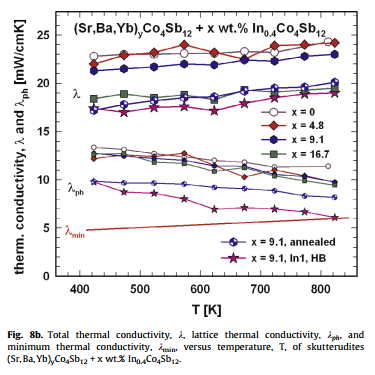 (Sr,Ba,Yb)yCo4Sb12 + x wt.% In0.4Co4Sb12
therm. conductivity, λ and λph [mW/cmK]
30
25
20
15
10
5
0
λ
x = 0
x = 4.8
x = 9.1
x = 16.7
λph
λmin
x = 9.1, annealed
x = 9.1, In1, HB
400 500 600 700 800 900
T [K]
Fig. 8b. Total thermal conductivity, λ, lattice thermal conductivity, λph, and
minimum thermal conductivity, λmin, versus temperature, T, of skutterudites
(Sr,Ba,Yb)yCo4Sb12 + x wt.% In0.4Co4Sb12.